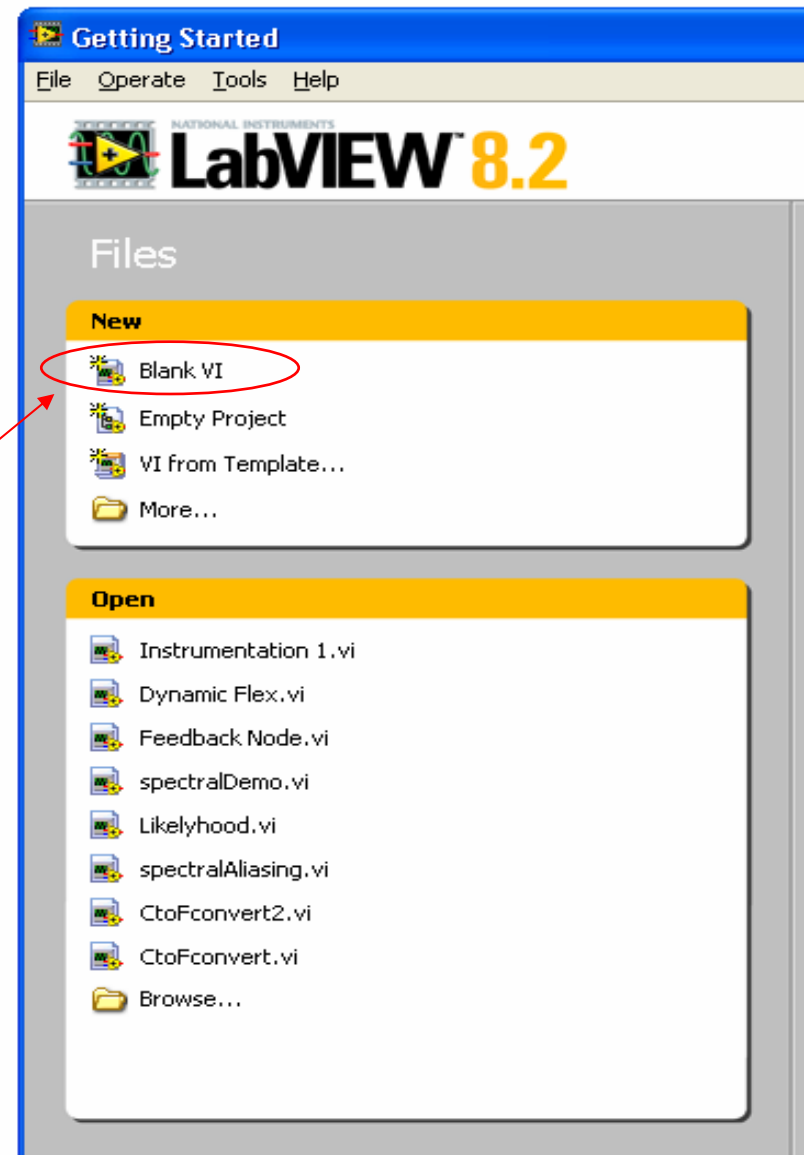 Getting Started
File Operate Tools Help
NATIONAL INSTRUMENTS
LabVIEW™ 8.2
Files
New
Blank VI
Empty Project
VI from Template...
More...
Open
Instrumentation 1.vi
Dynamic Flex.vi
Feedback Node.vi
spectralDemo.vi
Likelyhood.vi
spectralAliasing.vi
CtoFconvert2.vi
CtoFconvert.vi
Browse...